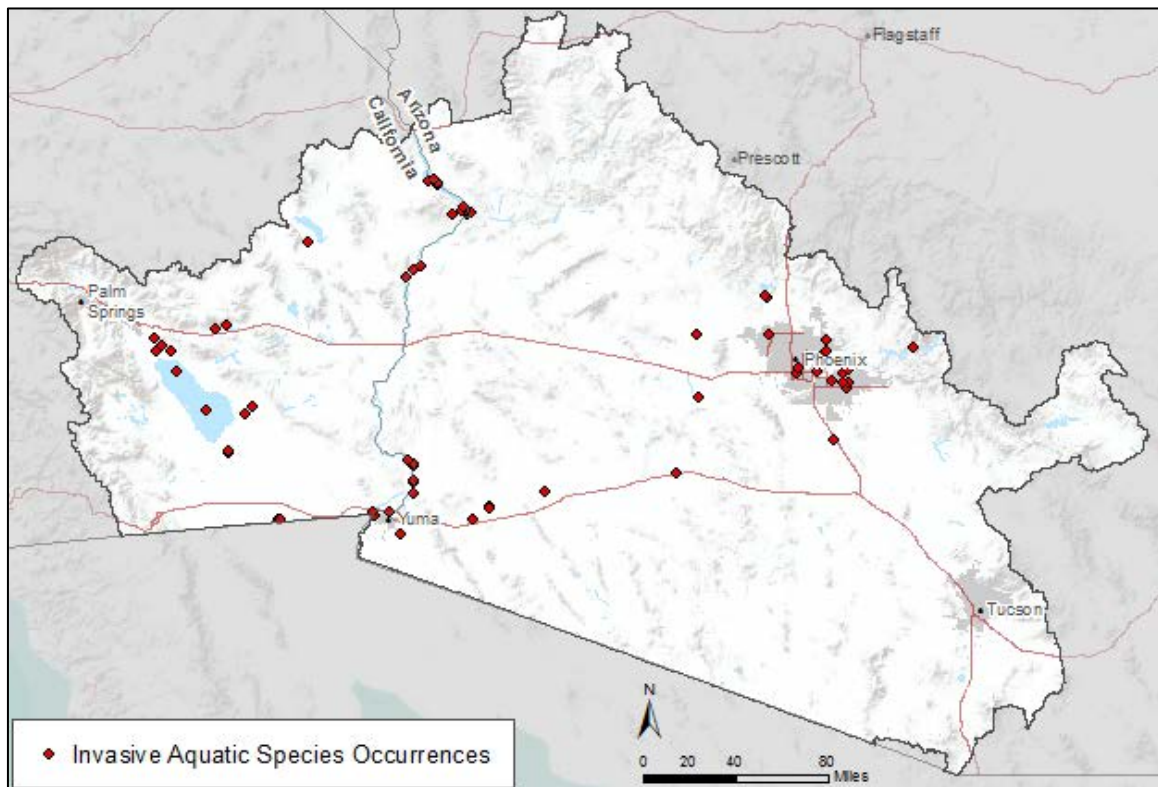 Flagstaff
Arizona
California
Prescott
Palm
Springs
Phoenix
Yuma
Tucson
N
Invasive Aquatic Species Occurrences
0 20 40 80
Miles